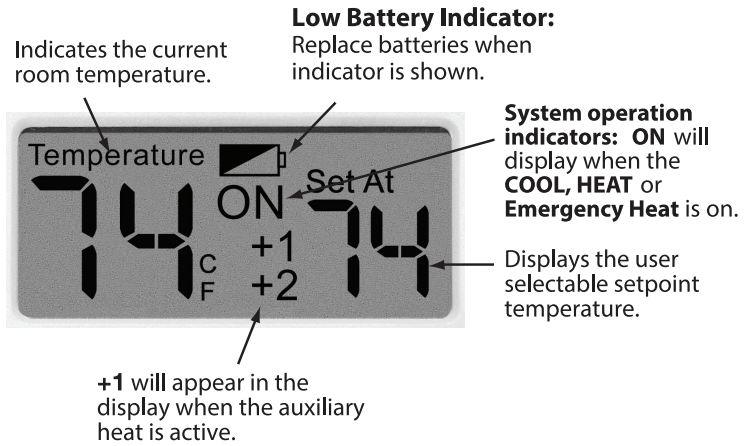 Low Battery Indicator:
Replace batteries when
indicator is shown.
Indicates the current
room temperature.
System operation
indicators: ON will
display when the
COOL, HEAT or
Emergency Heat is on.
Temperature
ON
Set At
74
C
F
+1
+2
74
Displays the user
selectable setpoint
temperature.
+1 will appear in the
display when the auxiliary
heat is active.